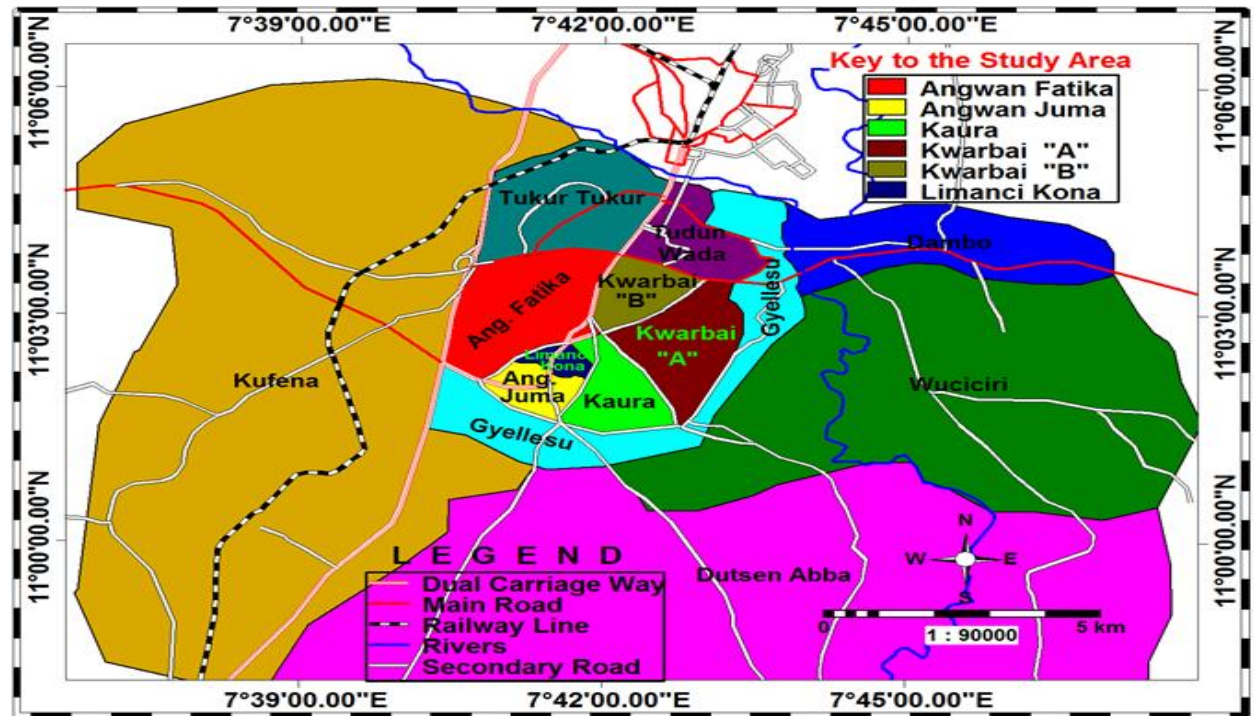 7°39'00.00"E 7°42'00.00"E 7°45'00.00"E
11°06'00.00"N
11°06'00.00"N
Key to the Study Area
Angwan Fatika
Angwan Juma
Kaura
Kwarbai "A"
Kwarbai "B"
Limanci Kona
Tukur Tukur
Tudun
Wada
Dambo
Gyellesu
Kwarbai
"B"
Ang. Fatika
11°03'00.00"N
11°03'00.00"N
Kwarbai
"A"
Limanci
Kona
Kufena
Ang.
Juma
Kaura
Wuciciri
Gyellesu
11°00'00.00"N
11°00'00.00"N
N
W E
S
LEGEND
Dual Carriage Way
Main Road
Railway Line
Rivers
Secondary Road
Dutsen Abba
0 5 km
1 : 90000
7°39'00.00"E 7°42'00.00"E 7°45'00.00"E